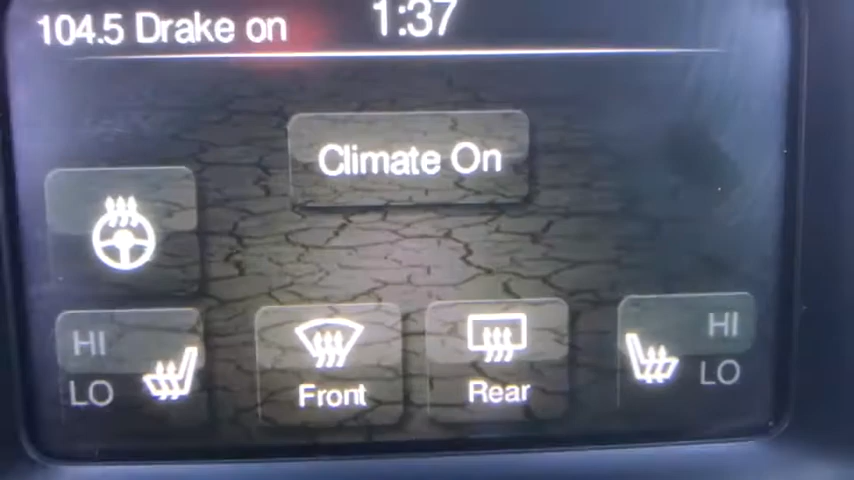 104.5 Drake on
1:37
Climate On
HI
LO
Front
Rear
HI
LO